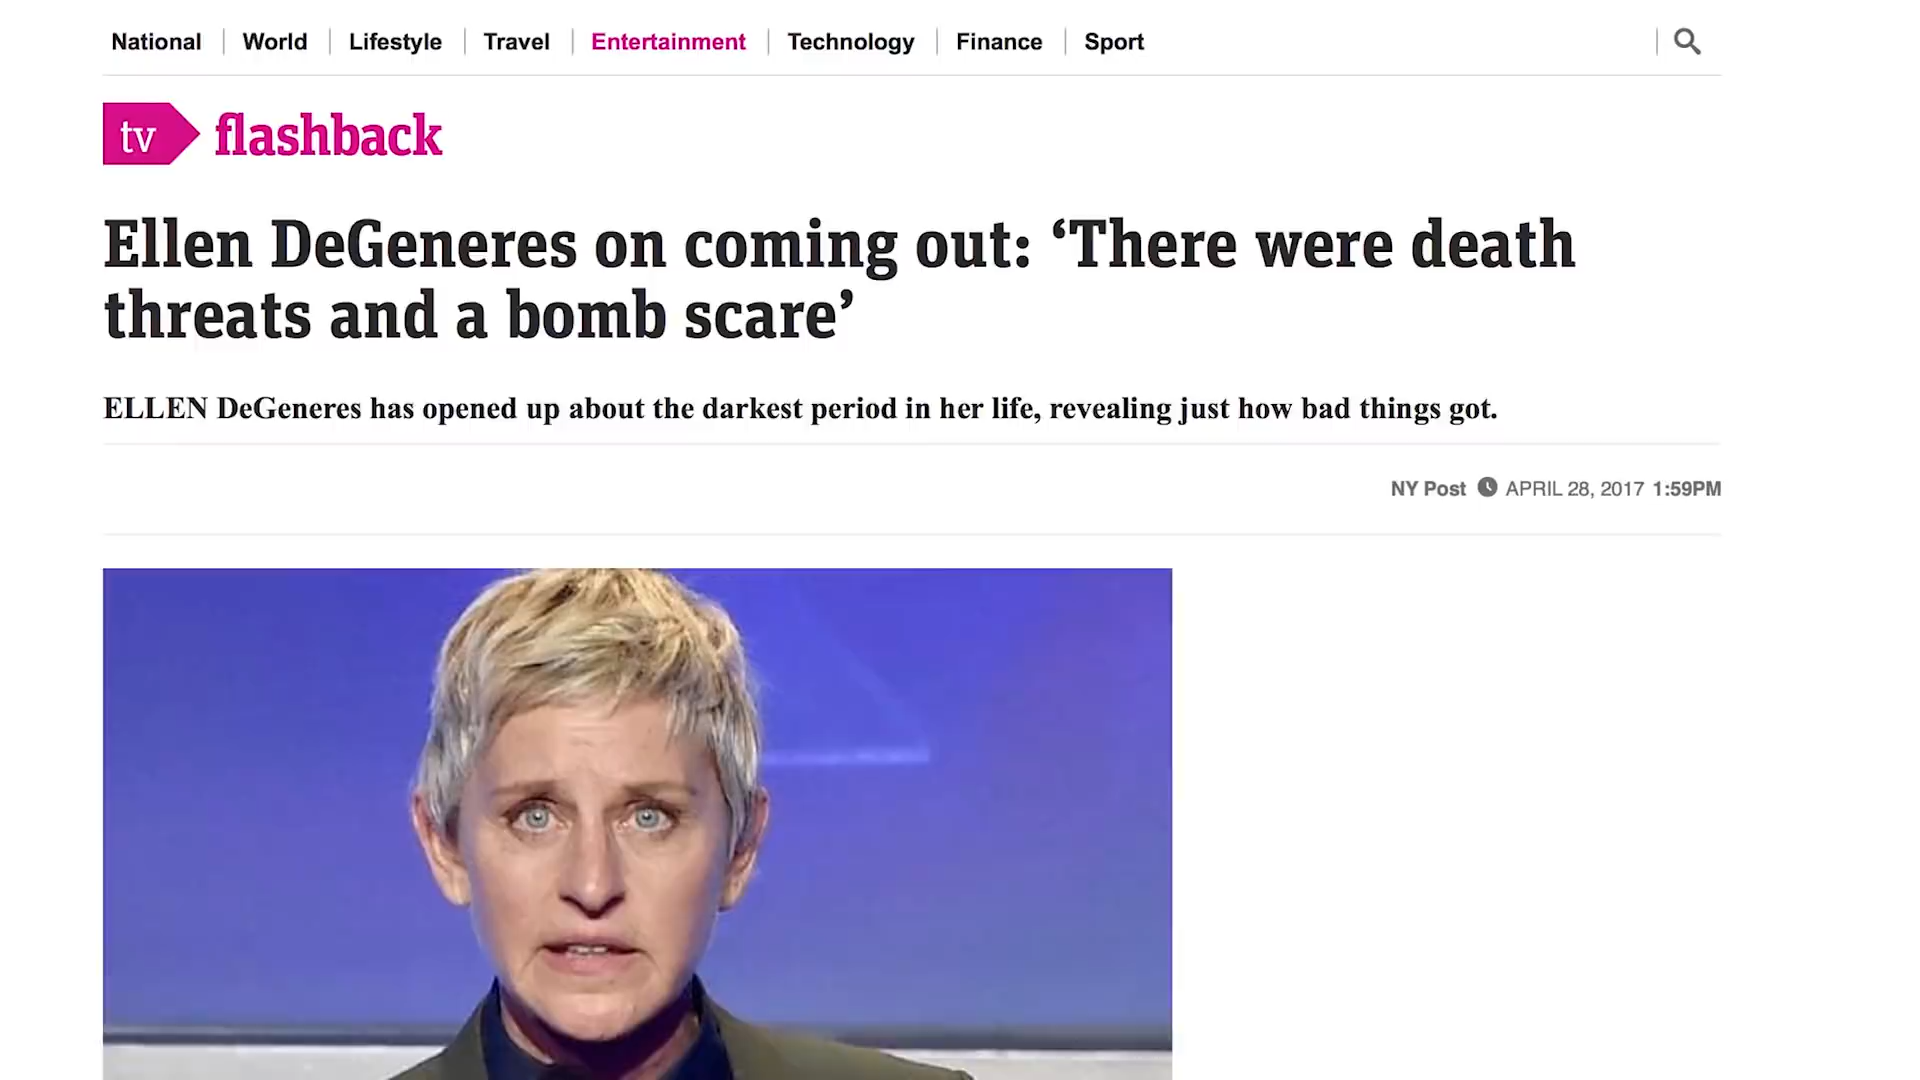 National World Lifestyle Travel Entertainment Technology Finance Sport
tv flashback
Ellen DeGeneres on coming out: ‘There were death
threats and a bomb scare’
ELLEN DeGeneres has opened up about the darkest period in her life, revealing just how bad things got.
NY Post APRIL 28, 2017 1:59PM